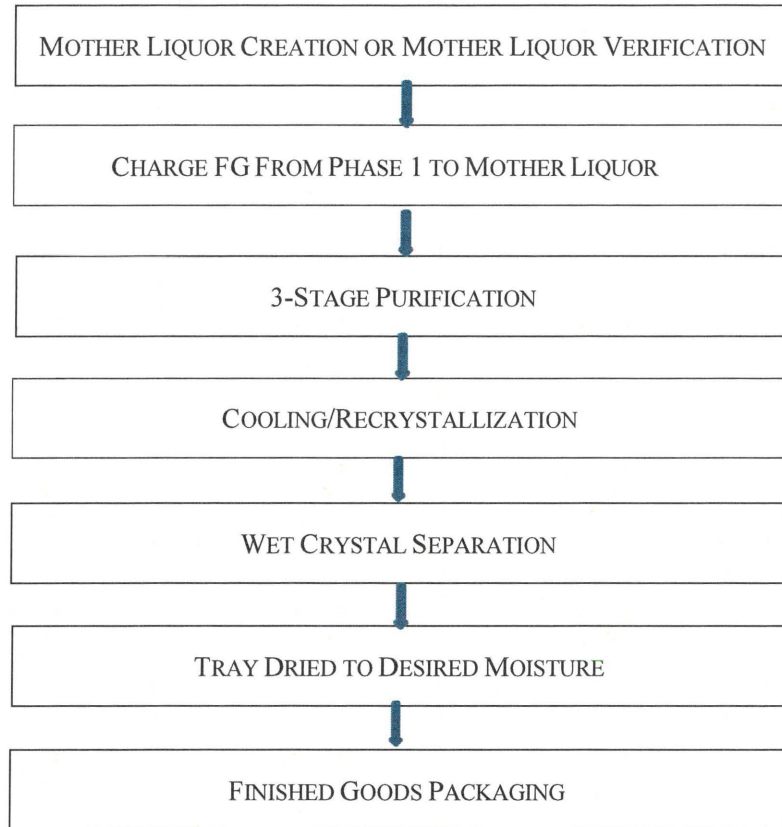 MOTHER LIQUOR CREATION OR MOTHER LIQUOR VERIFICATION
CHARGE FG FROM PHASE 1 TO MOTHER LIQUOR
3-STAGE PURIFICATION
COOLING/RECRYSTALLIZATION
WET CRYSTAL SEPARATION
TRAY DRIED TO DESIRED MOISTURE
FINISHED GOODS PACKAGING